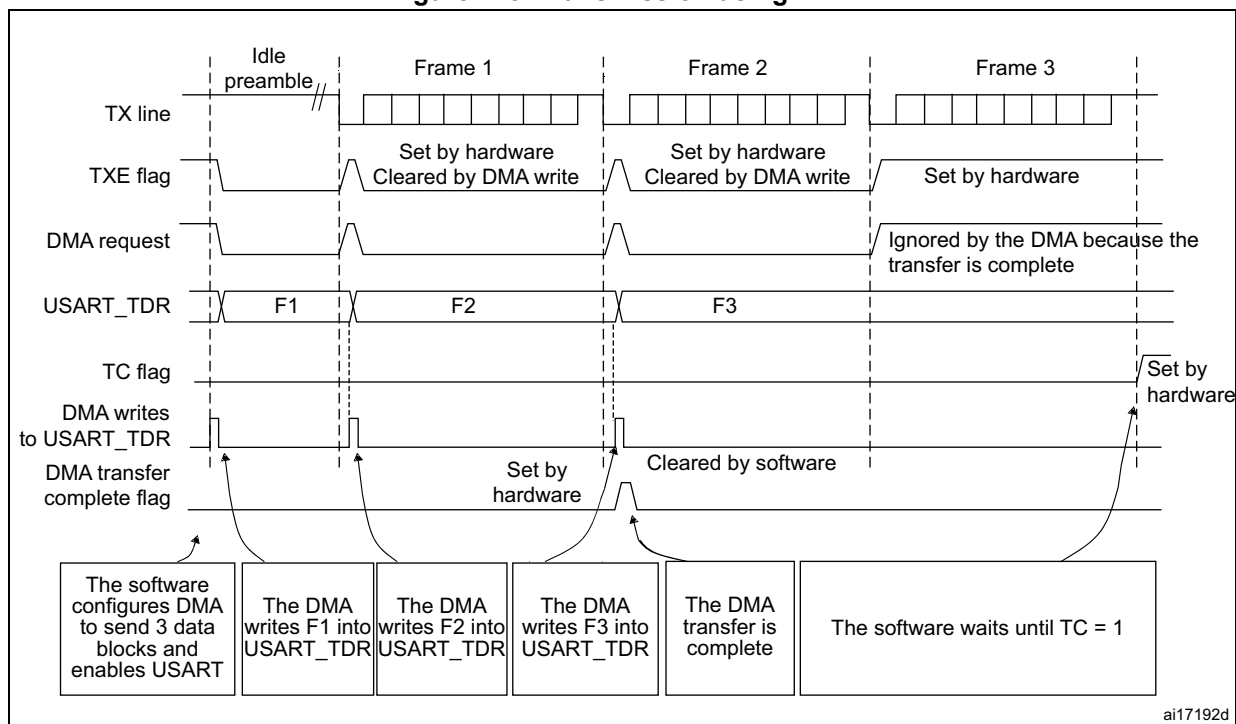 Idle
preamble
Frame 1
Frame 2
Frame 3
TX line
TXE flag
Set by hardware
Cleared by DMA write
Set by hardware
Cleared by DMA write
Set by hardware
DMA request
Ignored by the DMA because the
transfer is complete
USART_TDR
F1
F2
F3
TC flag
Set by
hardware
DMA writes
to USART_TDR
DMA transfer
complete flag
Set by
hardware
Cleared by software
The software
configures DMA
to send 3 data
blocks and
enables USART
The DMA
writes F1 into
USART_TDR
The DMA
writes F2 into
USART_TDR
The DMA
writes F3 into
USART_TDR
The DMA
transfer is
complete
The software waits until TC = 1
ai17192d